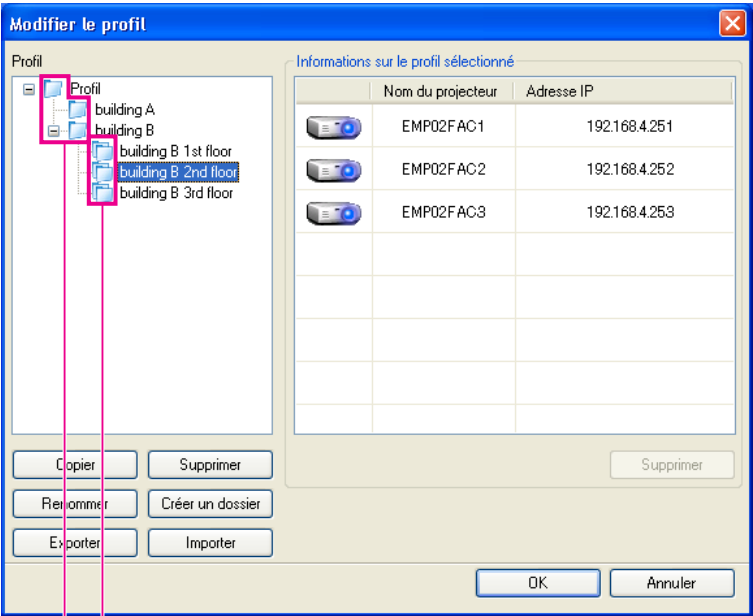 Modifier le profil
Profil
Profil
building A
building B
building B 1st floor
building B 2nd floor
building B 3rd floor
Informations sur le profil sélectionné
Nom du projecteur Adresse IP
EMP02FAC1 192.168.4.251
EMP02FAC2 192.168.4.252
EMP02FAC3 192.168.4.253
Supprimer
Copier Supprimer
Renommer Créer un dossier
Exporter Importer
OK Annuler